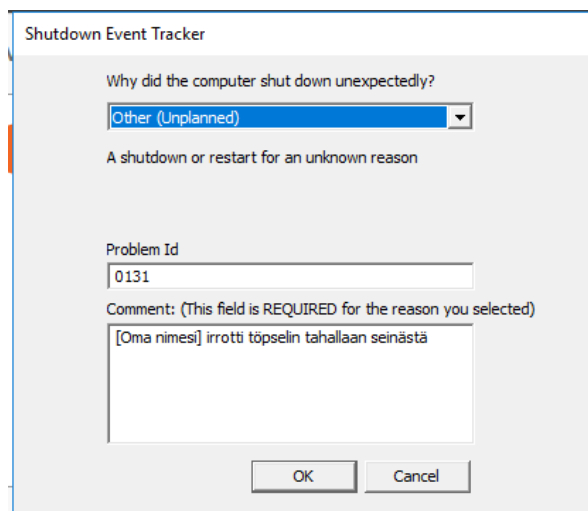 Shutdown Event Tracker
Why did the computer shut down unexpectedly?
Other (Unplanned)
A shutdown or restart for an unknown reason
Problem Id
0131
Comment: (This field is REQUIRED for the reason you selected)
[Oma nimesi] irrotti töpselin tahallaan seinästä
OK
Cancel